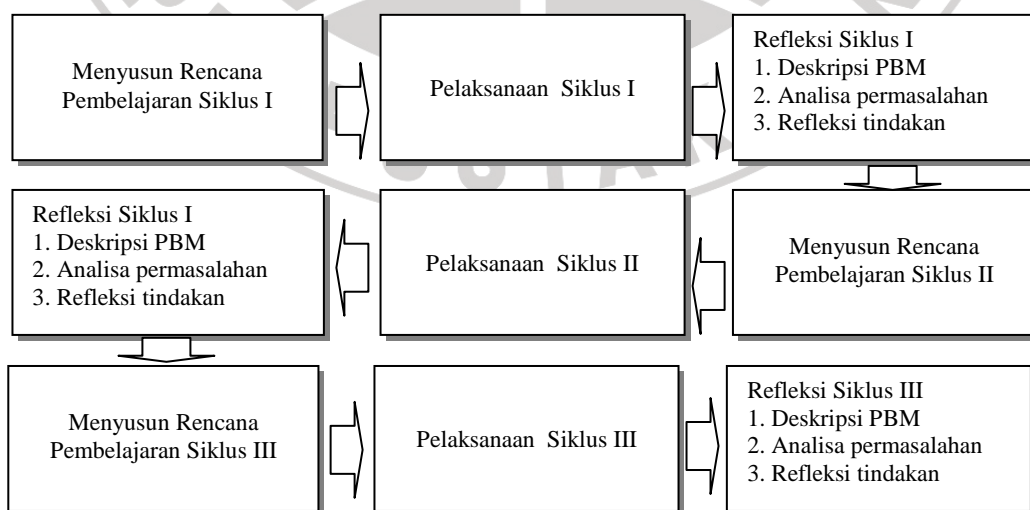 Menyusun Rencana
Pembelajaran Siklus I
Pelaksanaan Siklus I
Refleksi Siklus I
1. Deskripsi PBM
2. Analisa permasalahan
3. Refleksi tindakan
Menyusun Rencana
Pembelajaran Siklus II
Pelaksanaan Siklus II
Refleksi Siklus I
1. Deskripsi PBM
2. Analisa permasalahan
3. Refleksi tindakan
Menyusun Rencana
Pembelajaran Siklus III
Pelaksanaan Siklus III
Refleksi Siklus III
1. Deskripsi PBM
2. Analisa permasalahan
3. Refleksi tindakan